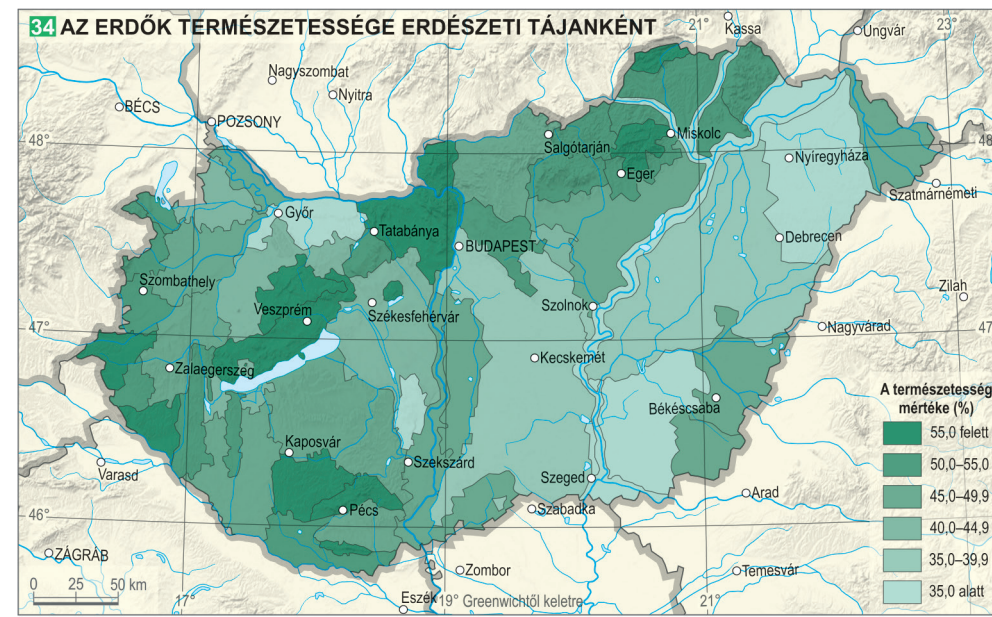 34 AZ ERDŐK TERMÉSZETESSÉGE ERDÉSZETI TÁJANKÉNT
21°
23°
Kassa
Ungvár
Nagyszombat
Nyitra
BÉCS
POZSONY
48°
48
Salgótarján
Miskolc
Nyíregyháza
Eger
Szatmárnémeti
Győr
Tatabánya
BUDAPEST
Debrecen
Szombathely
Veszprém
Székesfehérvár
Szolnok
Zilah
47°
47
Nagyvárad
Kecskemét
Zalaegerszeg
Békéscsaba
A természetesség
mértéke (%)
55,0 felett
50,0–55,0
45,0–49,9
40,0–44,9
35,0–39,9
35,0 alatt
Kaposvár
Szekszárd
Varasd
Szeged
Arad
Pécs
Szabadka
46°
46
ZÁGRÁB
Zombor
Temesvár
0 25 50 km
17°
Eszék
19° Greenwichtől keletre
21°